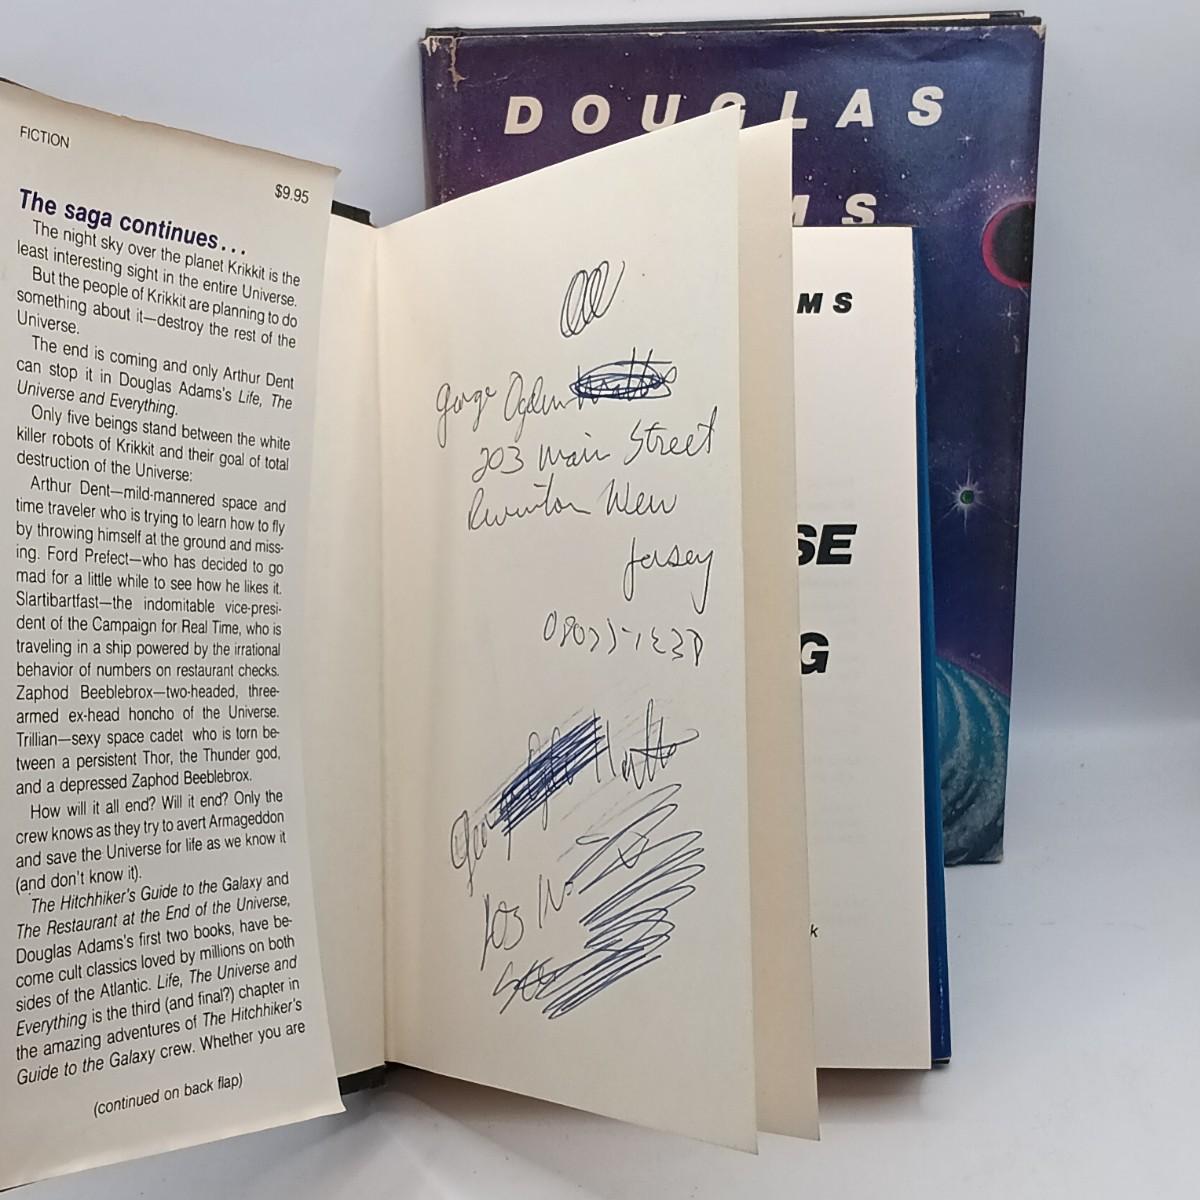 FICTION
$9.95
The saga continues...
The night sky over the planet Krikkit is the
least interesting sight in the entire Universe.
But the people of Krikkit are planning to do
something about it—destroy the rest of the
Universe.
The end is coming and only Arthur Dent
can stop it in Douglas Adams's Life, The
Universe and Everything.
Only five beings stand between the white
killer robots of Krikkit and their goal of total
destruction of the Universe:
Arthur Dent—mild-mannered space and
time traveler who is trying to learn how to fly
by throwing himself at the ground and miss-
ing. Ford Prefect—who has decided to go
mad for a little while to see how he likes it.
Slartibartfast—the indomitable vice-presi-
dent of the Campaign for Real Time, who is
traveling in a ship powered by the irrational
behavior of numbers on restaurant checks.
Zaphod Beeblebrox—two-headed, three-
armed ex-head honcho of the Universe.
Trillian—sexy space cadet who is torn be-
tween a persistent Thor, the Thunder god,
and a depressed Zaphod Beeblebrox.
How will it all end? Will it end? Only the
crew knows as they try to avert Armageddon
and save the Universe for life as we know it
(and don't know it).
The Hitchhiker's Guide to the Galaxy and
The Restaurant at the End of the Universe,
Douglas Adams's first two books, have be-
come cult classics loved by millions on both
sides of the Atlantic. Life, The Universe and
Everything is the third (and final?) chapter in
the amazing adventures of The Hitchhiker's
Guide to the Galaxy crew. Whether you are
(continued on back flap)
George Ogden
203 Main Street
New
Jersey
DOUGLAS
MS
MS
SE
G
k